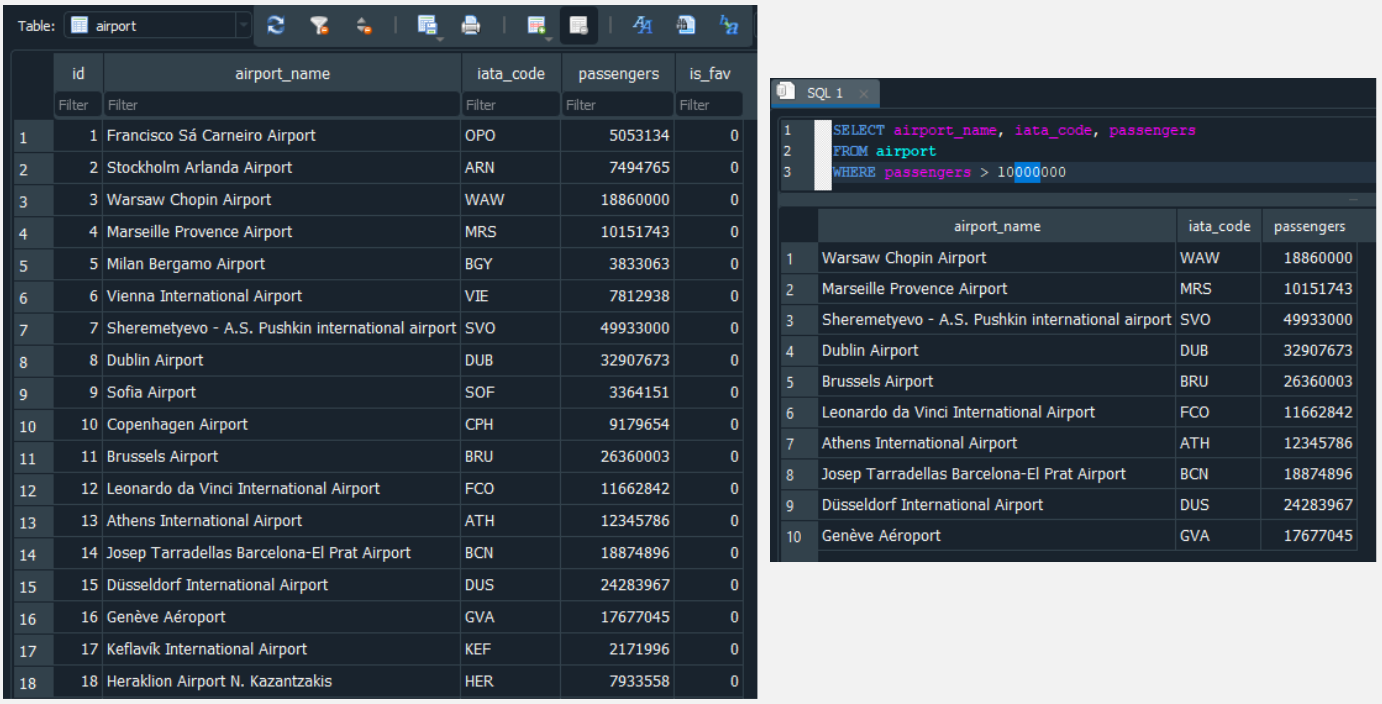 Table: airport
id airport_name iata_code passengers is_fav
Filter Filter Filter Filter Filter
1 1 Francisco Sá Carneiro Airport OPO 5053134 0
2 2 Stockholm Arlanda Airport ARN 7494765 0
3 3 Warsaw Chopin Airport WAW 18860000 0
4 4 Marseille Provence Airport MRS 10151743 0
5 5 Milan Bergamo Airport BGY 3833063 0
6 6 Vienna International Airport VIE 7812938 0
7 7 Sheremetyevo - A.S. Pushkin international airport SVO 49933000 0
8 8 Dublin Airport DUB 32907673 0
9 9 Sofia Airport SOF 3364151 0
10 10 Copenhagen Airport CPH 9179654 0
11 11 Brussels Airport BRU 26360003 0
12 12 Leonardo da Vinci International Airport FCO 11662842 0
13 13 Athens International Airport ATH 12345786 0
14 14 Josep Tarradellas Barcelona-El Prat Airport BCN 18874896 0
15 15 Düsseldorf International Airport DUS 24283967 0
16 16 Genève Aéroport GVA 17677045 0
17 17 Keflavík International Airport KEF 2171996 0
18 18 Heraklion Airport N. Kazantzakis HER 7933558 0
SQL 1
1 SELECT airport_name, iata_code, passengers
2 FROM airport
3 WHERE passengers > 10000000
airport_name iata_code passengers
1 Warsaw Chopin Airport WAW 18860000
2 Marseille Provence Airport MRS 10151743
3 Sheremetyevo - A.S. Pushkin international airport SVO 49933000
4 Dublin Airport DUB 32907673
5 Brussels Airport BRU 26360003
6 Leonardo da Vinci International Airport FCO 11662842
7 Athens International Airport ATH 12345786
8 Josep Tarradellas Barcelona-El Prat Airport BCN 18874896
9 Düsseldorf International Airport DUS 24283967
10 Genève Aéroport GVA 17677045